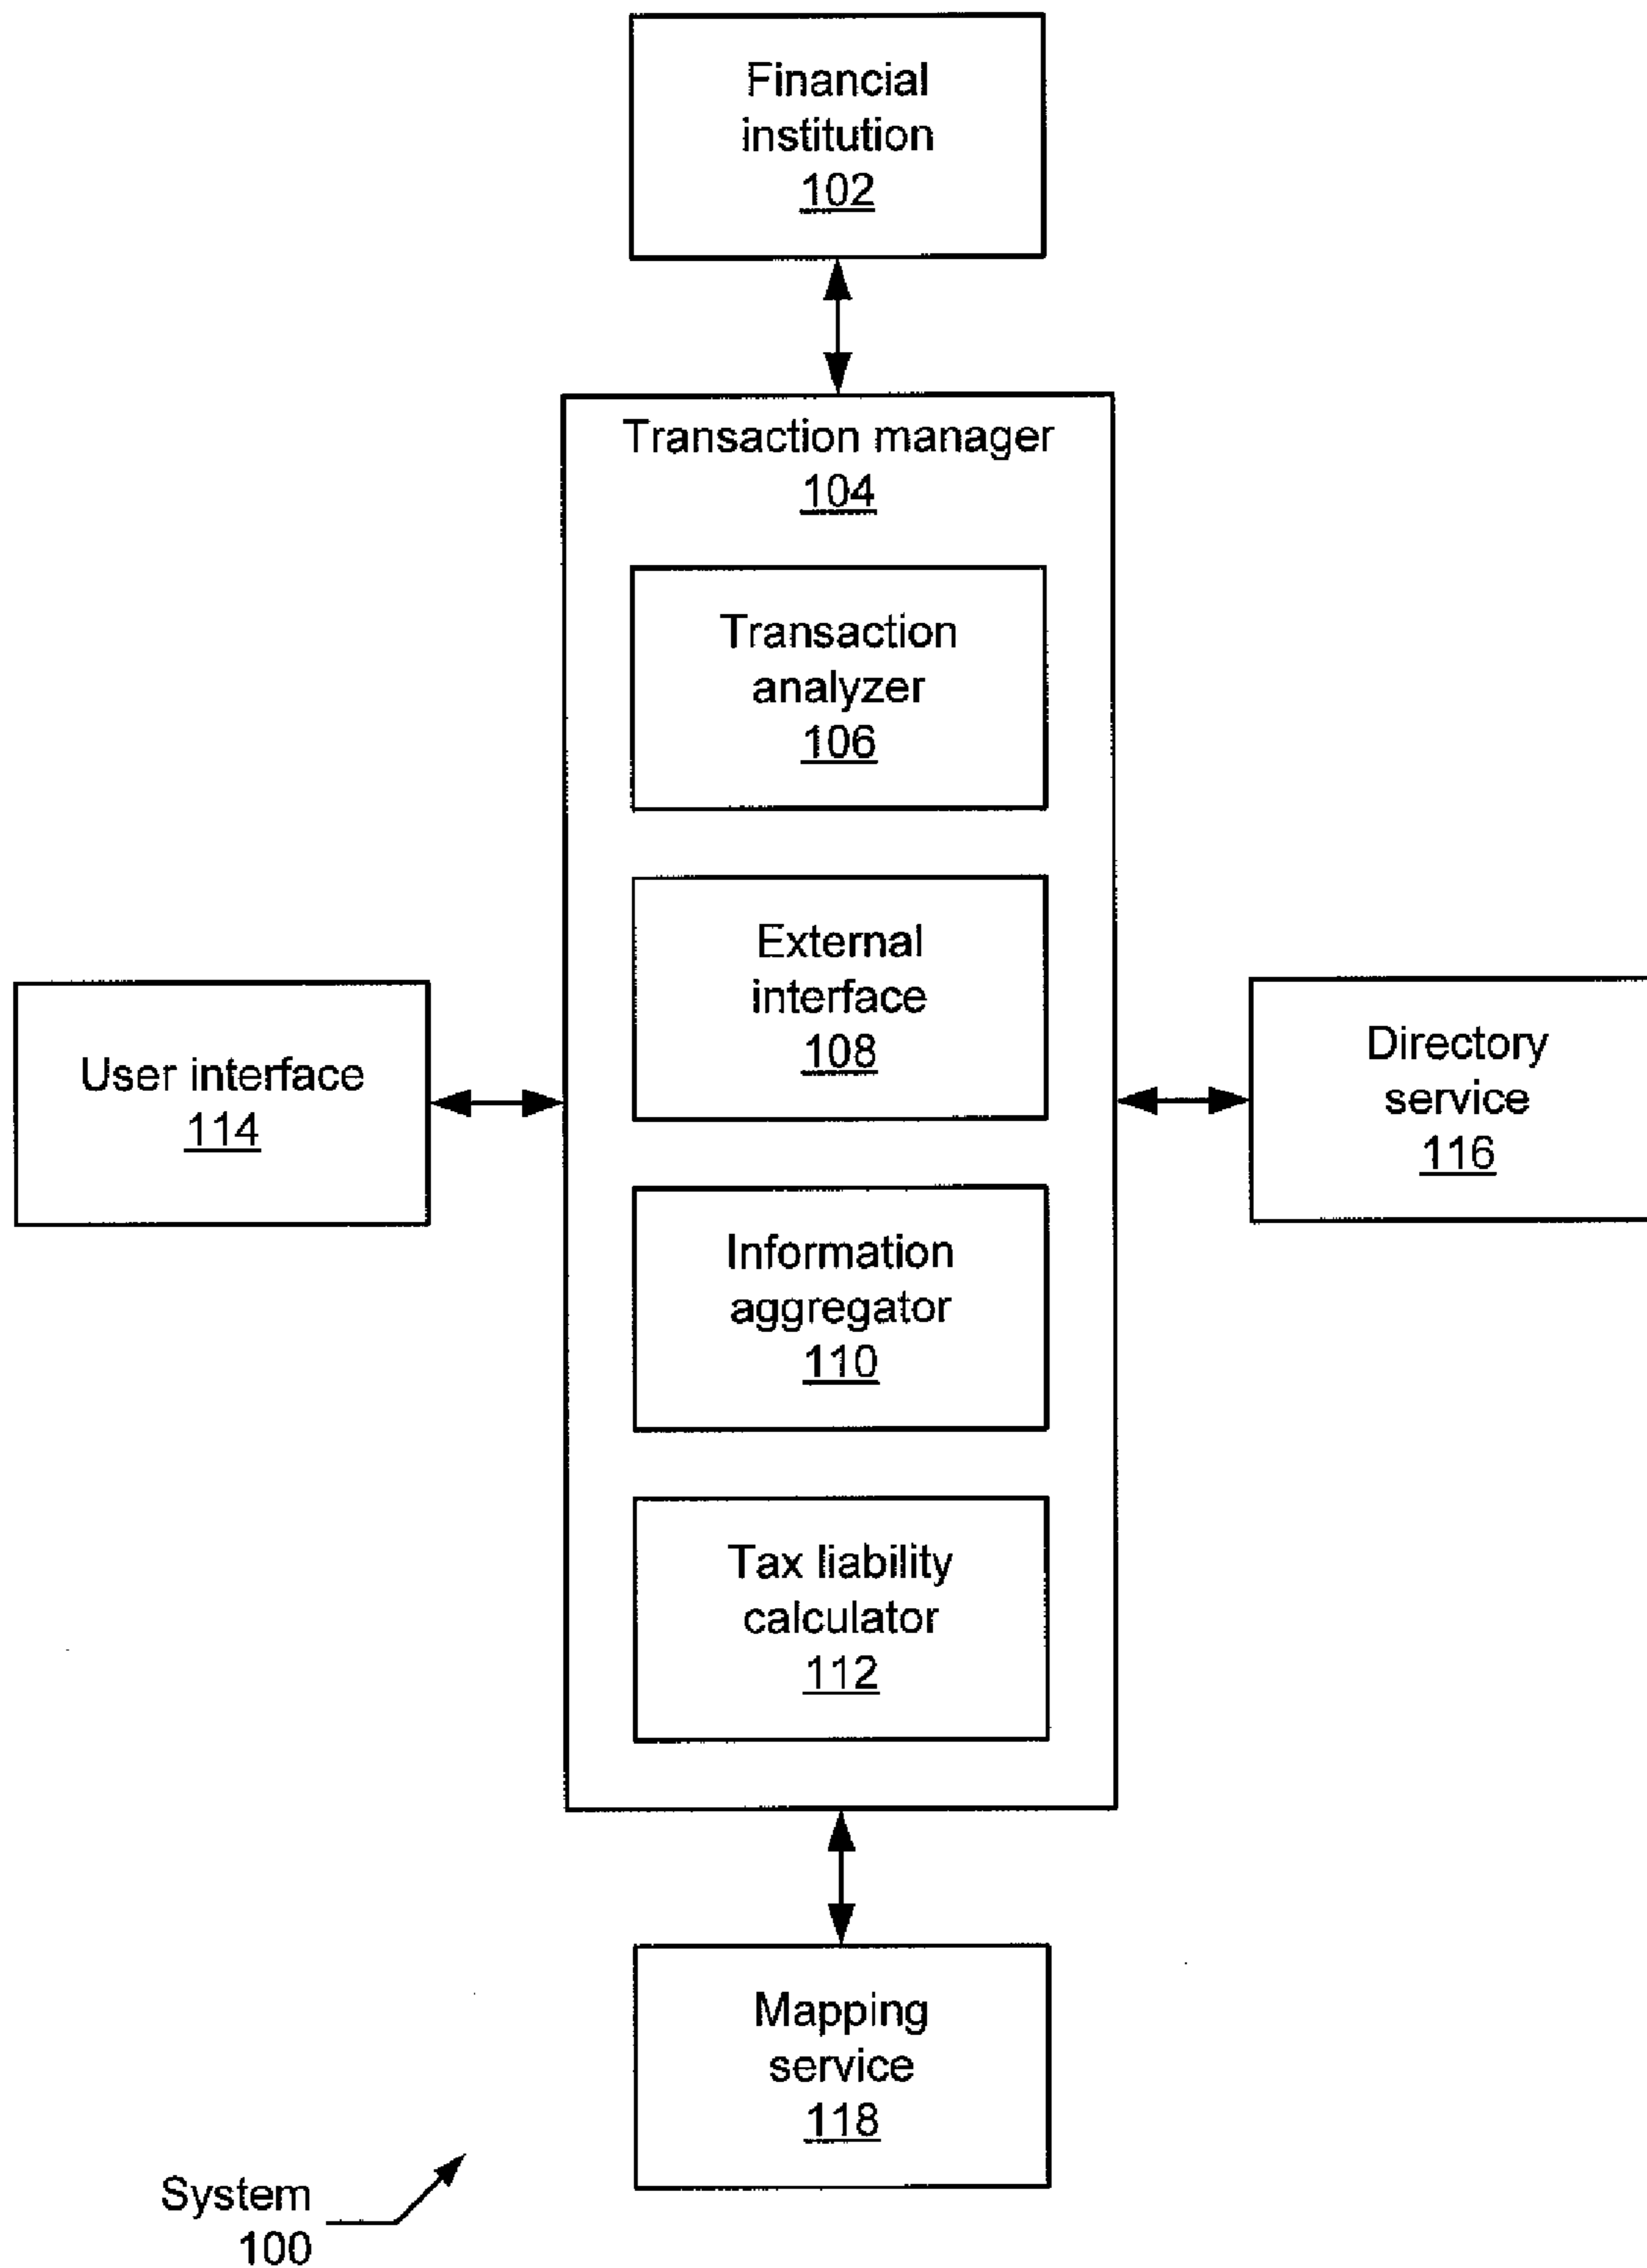 Financial
institution
102
Transaction manager
104
Transaction
analyzer
106
External
interface
108
User interface
114
Directory
service
116
Information
aggregator
110
Tax liability
calculator
112
Mapping
service
118
System
100